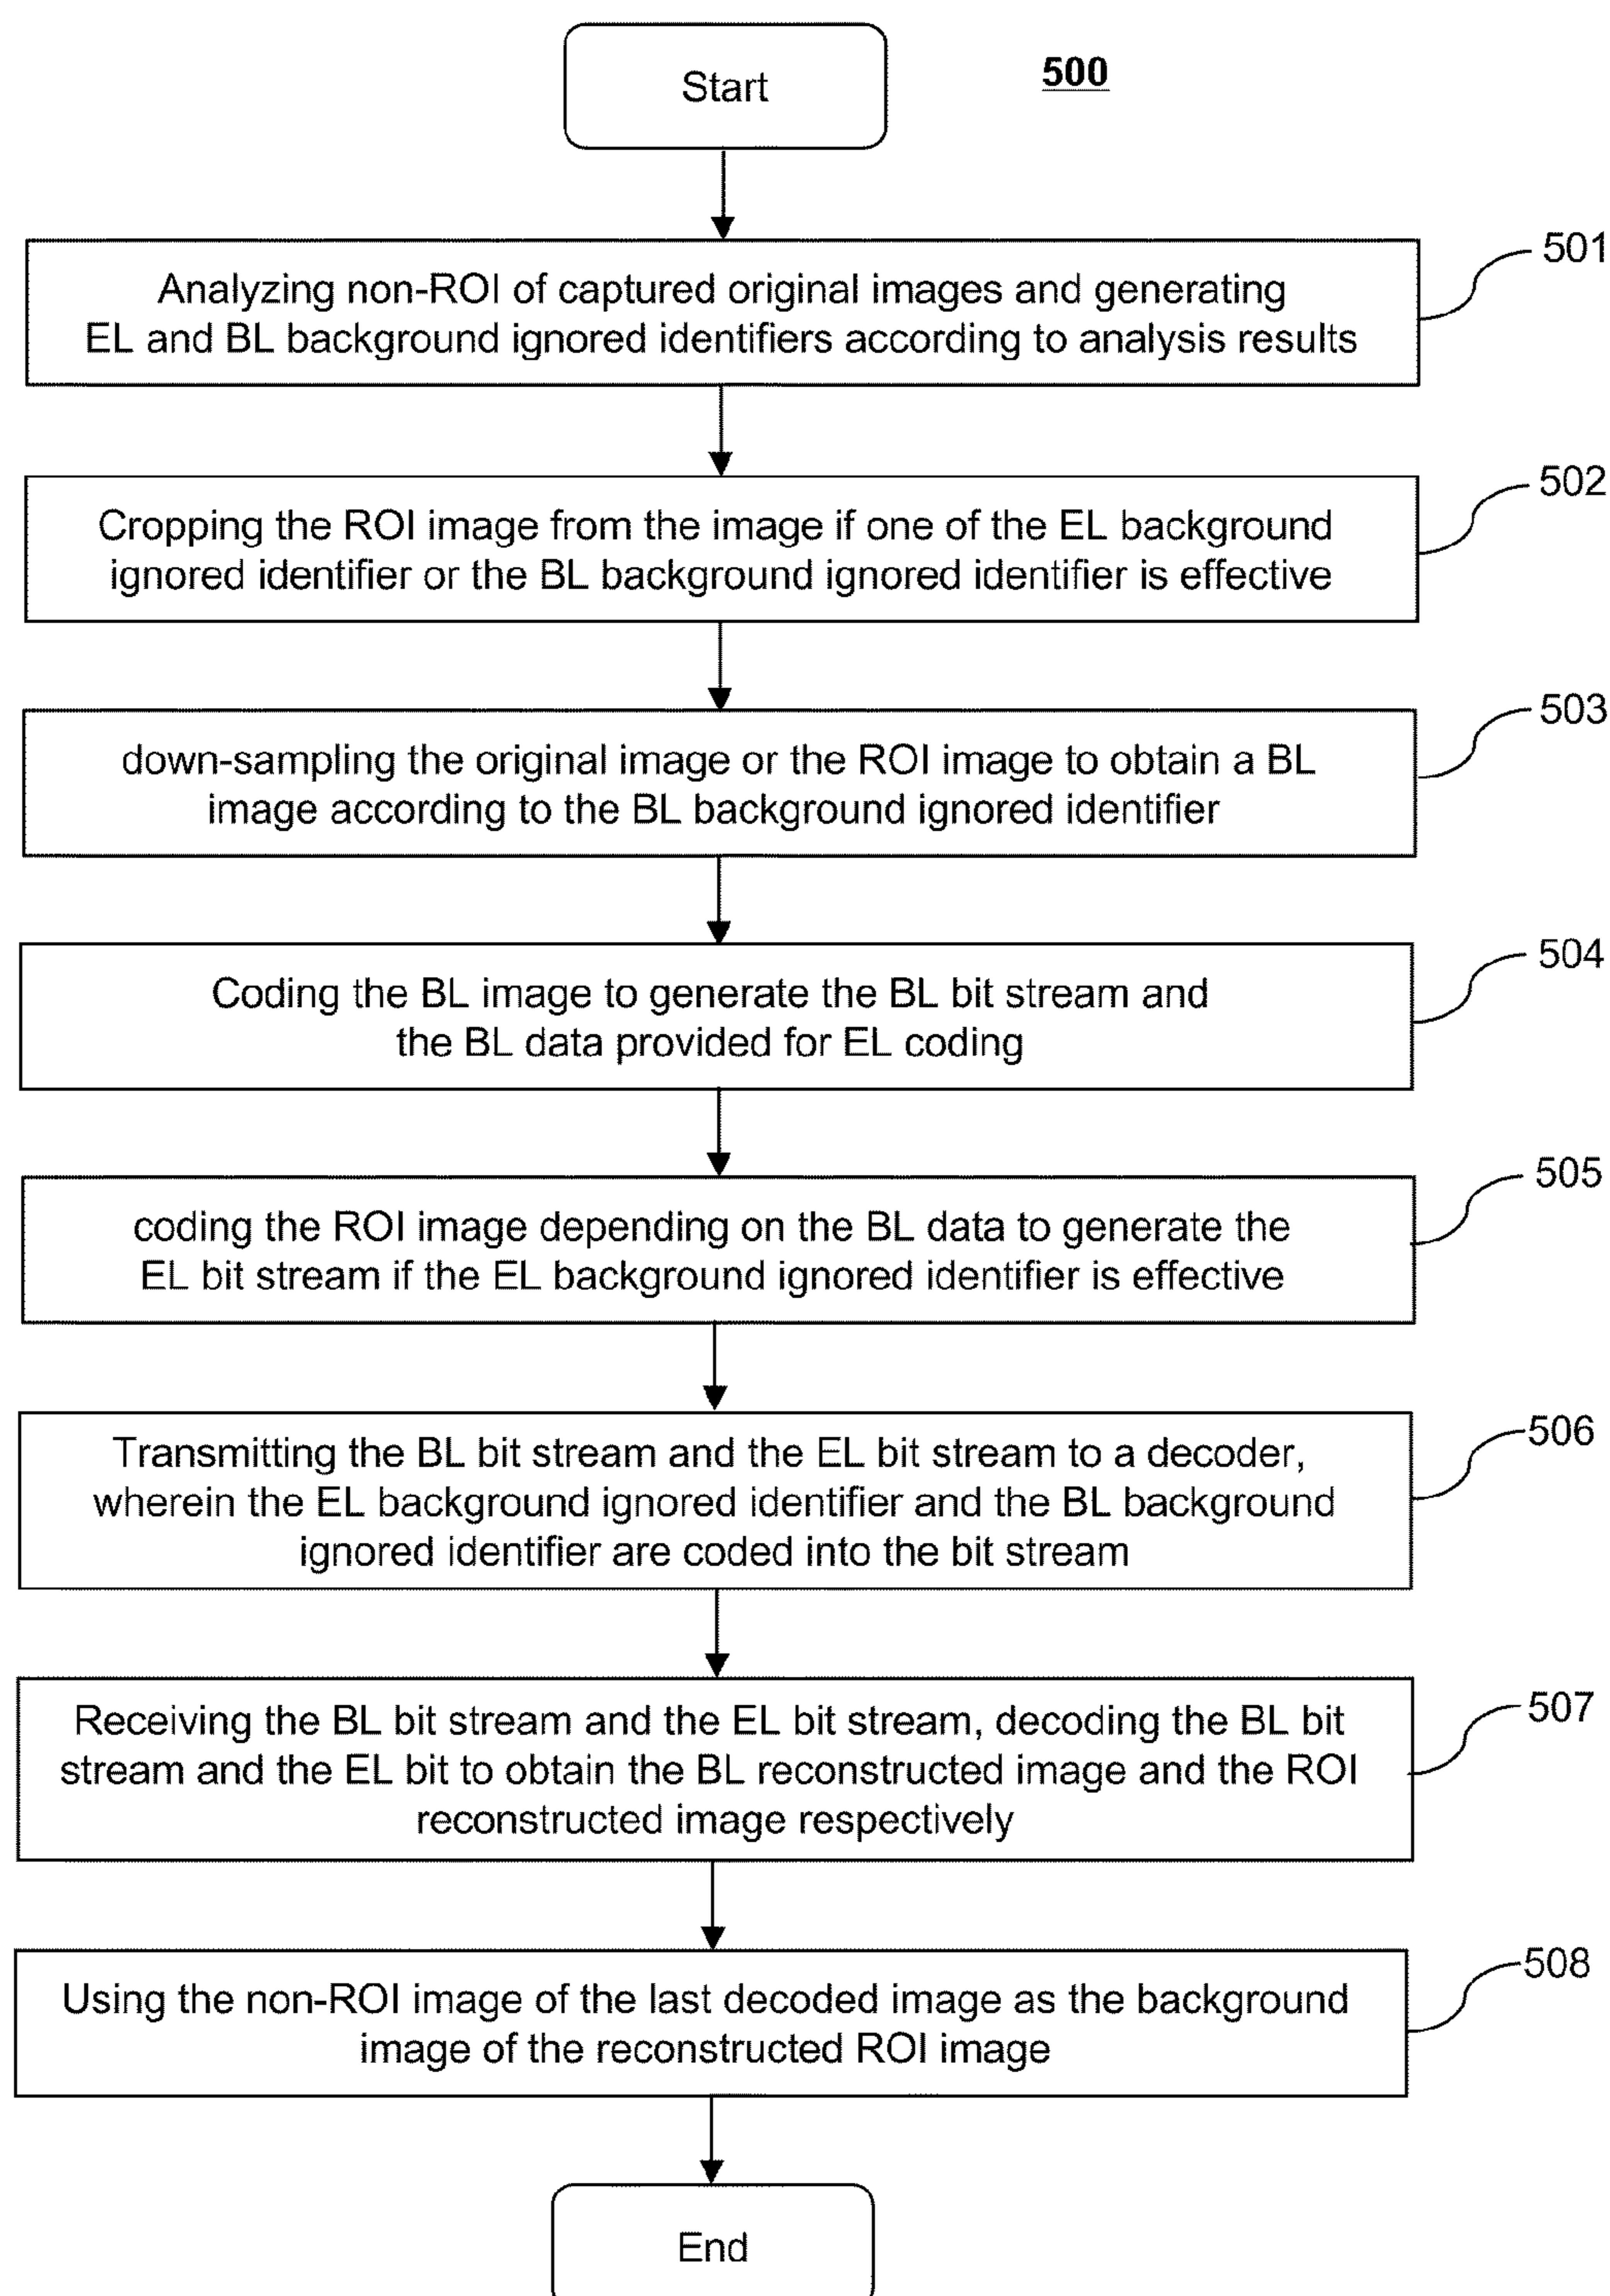 Start
500
501
Analyzing non-ROI of captured original images and generating
EL and BL background ignored identifiers according to analysis results
502
Cropping the ROI image from the image if one of the EL background
ignored identifier or the BL background ignored identifier is effective
503
down-sampling the original image or the ROI image to obtain a BL
image according to the BL background ignored identifier
504
Coding the BL image to generate the BL bit stream and
the BL data provided for EL coding
505
coding the ROI image depending on the BL data to generate the
EL bit stream if the EL background ignored identifier is effective
506
Transmitting the BL bit stream and the EL bit stream to a decoder,
wherein the EL background ignored identifier and the BL background
ignored identifier are coded into the bit stream
507
Receiving the BL bit stream and the EL bit stream, decoding the BL bit
stream and the EL bit to obtain the BL reconstructed image and the ROI
reconstructed image respectively
508
Using the non-ROI image of the last decoded image as the background
image of the reconstructed ROI image
End